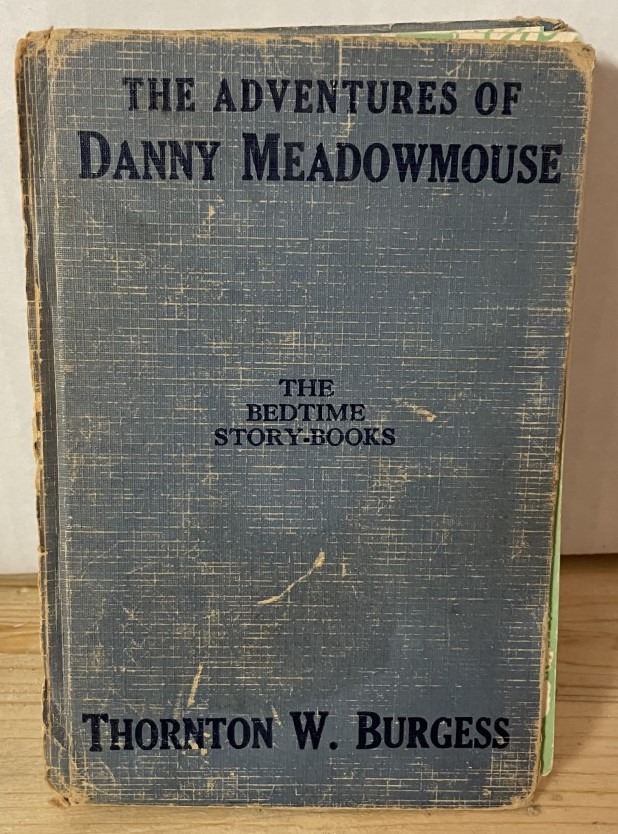 THE ADVENTURES OF
DANNY MEADOWMOUSE
THE
BEDTIME
STORY-BOOKS
THORNTON W. BURGESS